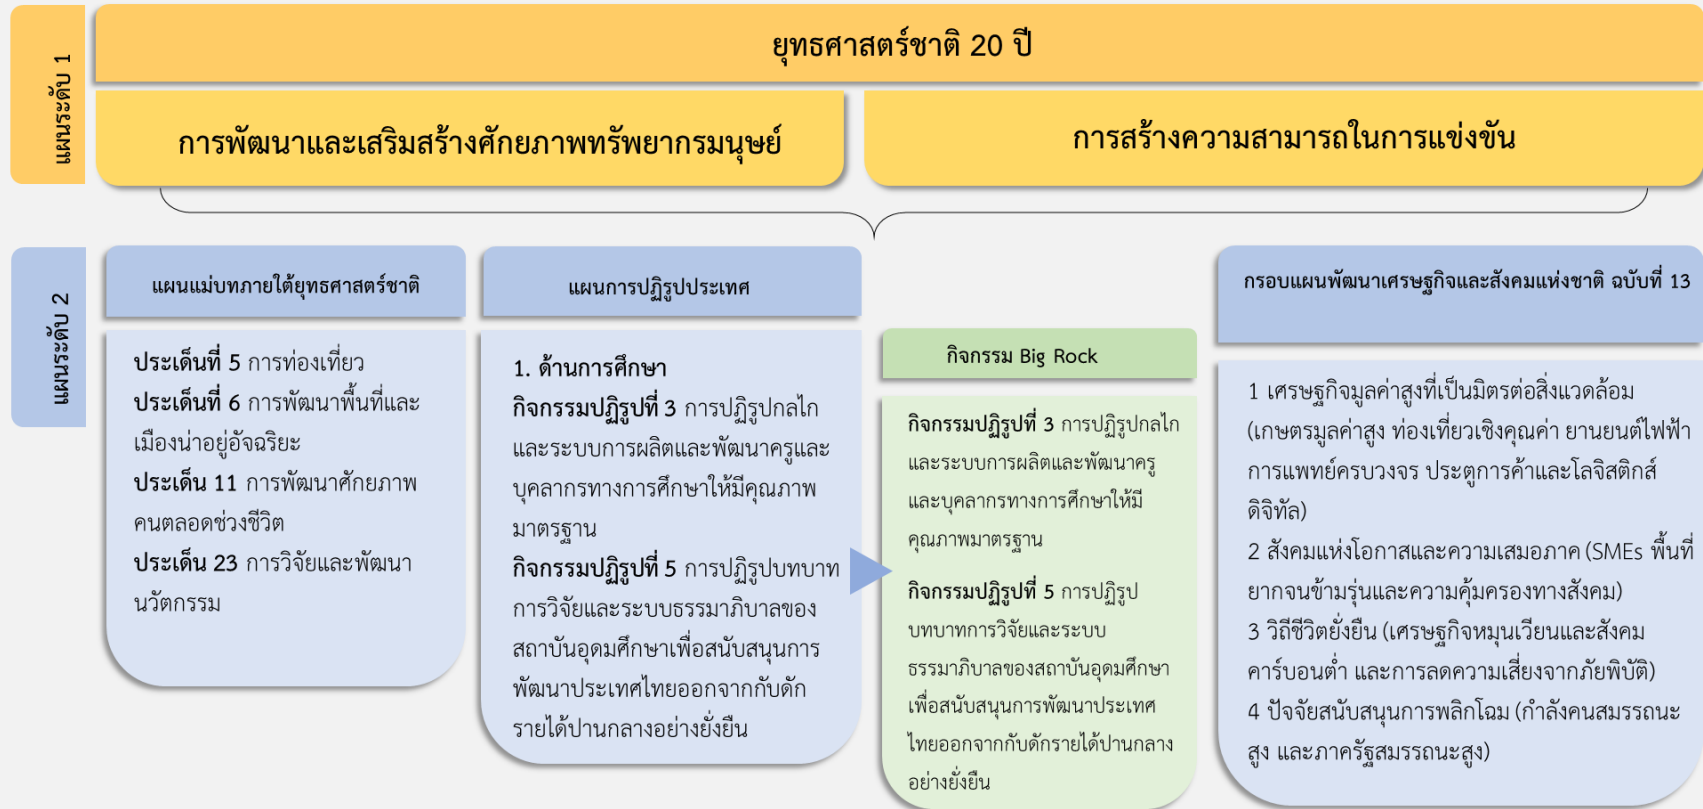 แผนระดับ 1
ยุทธศาสตร์ชาติ 20 ปี
การพัฒนาและเสริมสร้างศักยภาพทรัพยากรมนุษย์
การสร้างความสามารถในการแข่งขัน
แผนระดับ 2
แผนแม่บทภายใต้ยุทธศาสตร์ชาติ
ประเด็นที่ 5 การท่องเที่ยว
ประเด็นที่ 6 การพัฒนาพื้นที่และ
เมืองน่าอยู่อัจฉริยะ
ประเด็น 11 การพัฒนาศักยภาพ
คนตลอดช่วงชีวิต
ประเด็น 23 การวิจัยและพัฒนา
นวัตกรรม
แผนการปฏิรูปประเทศ
1. ด้านการศึกษา
กิจกรรมปฏิรูปที่ 3 การปฏิรูปกลไก
และระบบการผลิตและพัฒนาครูและ
บุคลากรทางการศึกษาให้มีคุณภาพ
มาตรฐาน
กิจกรรมปฏิรูปที่ 5 การปฏิรูปบทบาท
การวิจัยและระบบธรรมาภิบาลของ
สถาบันอุดมศึกษาเพื่อสนับสนุนการ
พัฒนาประเทศไทยออกจากกับดัก
รายได้ปานกลางอย่างยั่งยืน
กิจกรรม Big Rock
กิจกรรมปฏิรูปที่ 3 การปฏิรูปกลไก
และระบบการผลิตและพัฒนาครู
และบุคลากรทางการศึกษาให้มี
คุณภาพมาตรฐาน
กิจกรรมปฏิรูปที่ 5 การปฏิรูป
บทบาทการวิจัยและระบบ
ธรรมาภิบาลของสถาบันอุดมศึกษา
เพื่อสนับสนุนการพัฒนาประเทศ
ไทยออกจากกับดักรายได้ปานกลาง
อย่างยั่งยืน
กรอบแผนพัฒนาเศรษฐกิจและสังคมแห่งชาติ ฉบับที่ 13
1 เศรษฐกิจมูลค่าสูงที่เป็นมิตรต่อสิ่งแวดล้อม
(เกษตรมูลค่าสูง ท่องเที่ยวเชิงคุณค่า ยานยนต์ไฟฟ้า
การแพทย์ครบวงจร ประตูการค้าและโลจิสติกส์
ดิจิทัล)
2 สังคมแห่งโอกาสและความเสมอภาค (SMEs พื้นที่
ยากจนข้ามรุ่นและความคุ้มครองทางสังคม)
3 วิถีชีวิตยั่งยืน (เศรษฐกิจหมุนเวียนและสังคม
คาร์บอนต่ำ และการลดความเสี่ยงจากภัยพิบัติ)
4 ปัจจัยสนับสนุนการพลิกโฉม (กำลังคนสมรรถนะ
สูง และภาครัฐสมรรถนะสูง)